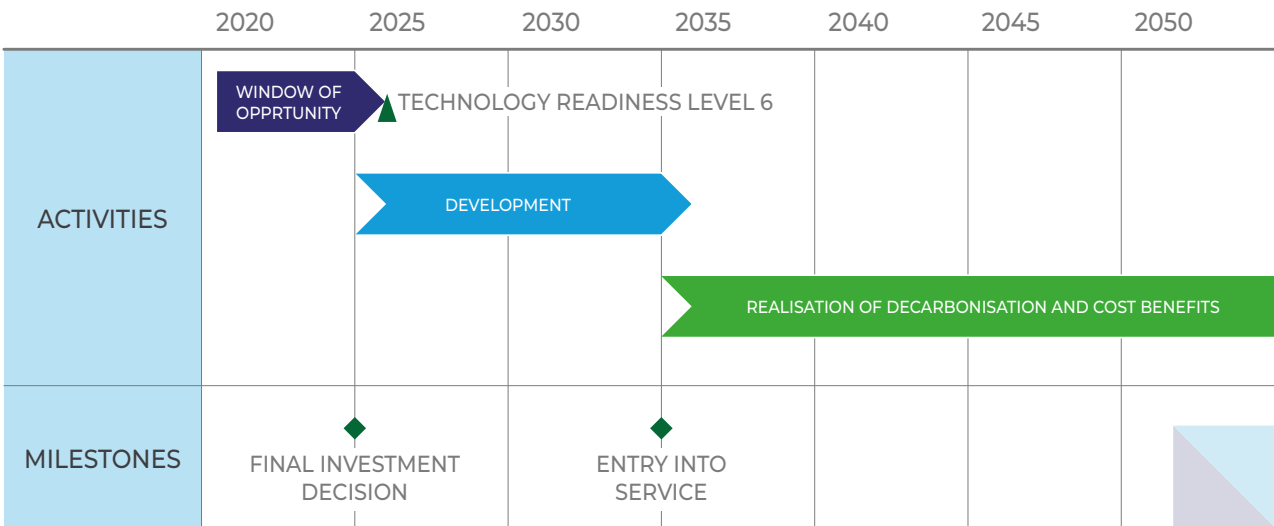 2020 2025 2030 2035 2040 2045 2050
WINDOW OF
OPPRTUNITY
TECHNOLOGY READINESS LEVEL 6
DEVELOPMENT
ACTIVITIES
REALISATION OF DECARBONISATION AND COST BENEFITS
MILESTONES
FINAL INVESTMENT
DECISION
ENTRY INTO
SERVICE